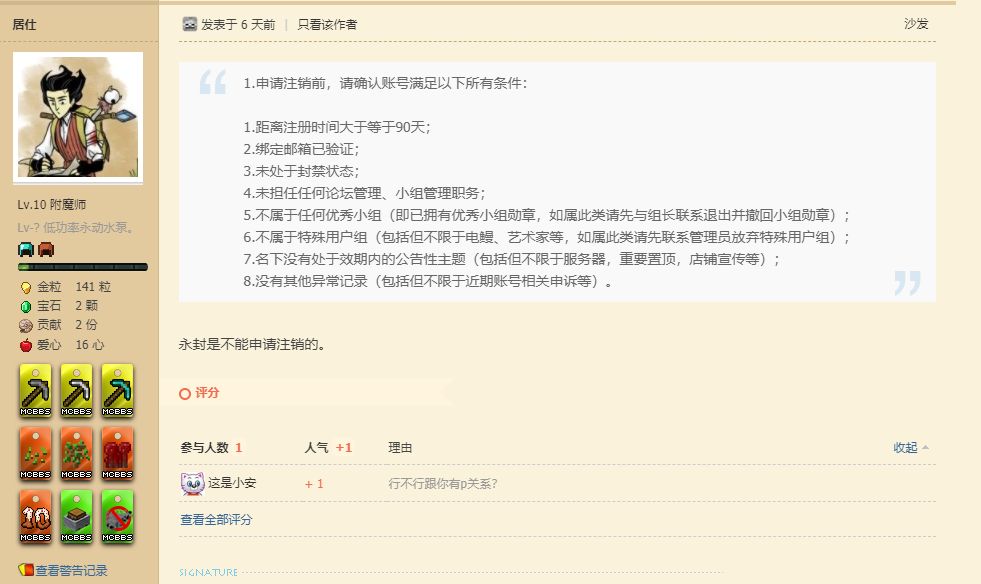 居仕
发表于 6 天前 | 只看该作者
沙发
1.申请注销前，请确认账号满足以下所有条件：
1.距离注册时间大于等于90天；
2.绑定邮箱已验证；
3.未处于封禁状态；
4.未担任任何论坛管理、小组管理职务；
5.不属于任何优秀小组（即已拥有优秀小组勋章，如属此类请先与组长联系退出并撤回小组勋章）；
6.不属于特殊用户组（包括但不限于电鳗、艺术家等，如属此类请先联系管理员放弃特殊用户组）；
7.名下没有处于效期内的公告性主题（包括但不限于服务器，重要置顶，店铺宣传等）；
8.没有其他异常记录（包括但不限于近期账号相关申诉等）。
Lv.10 附魔师
Lv-? 低功率永动水泵。
金粒 141 粒
宝石 2 颗
贡献 2 份
爱心 16 心
MCBBS MCBBS MCBBS
MCBBS MCBBS MCBBS
10
MCBBS MCBBS MCBBS
查看警告记录
永封是不能申请注销的。
评分
参与人数 1 人气 +1 理由 收起
这是小安 + 1 行不行跟你有p关系?
查看全部评分
SIGNATURE